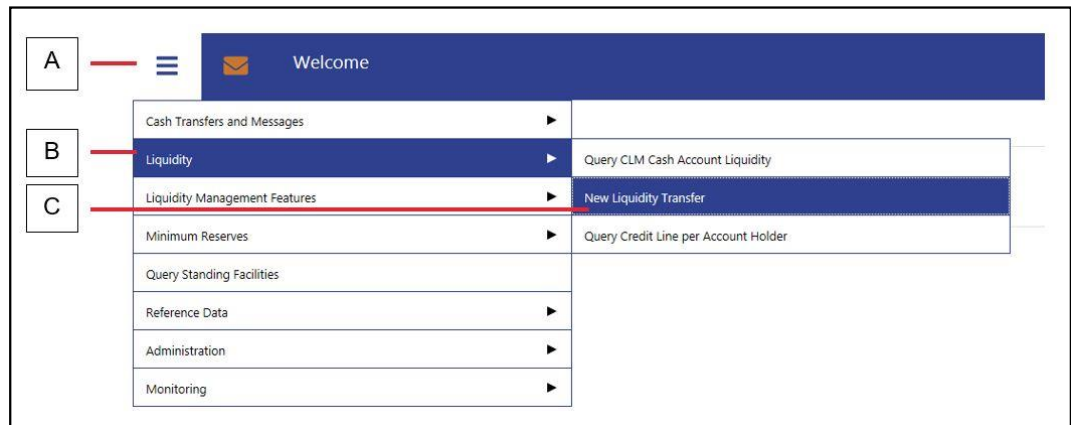 A
Welcome
Cash Transfers and Messages
B
Liquidity
Query CLM Cash Account Liquidity
C
Liquidity Management Features
New Liquidity Transfer
Minimum Reserves
Query Credit Line per Account Holder
Query Standing Facilities
Reference Data
Administration
Monitoring